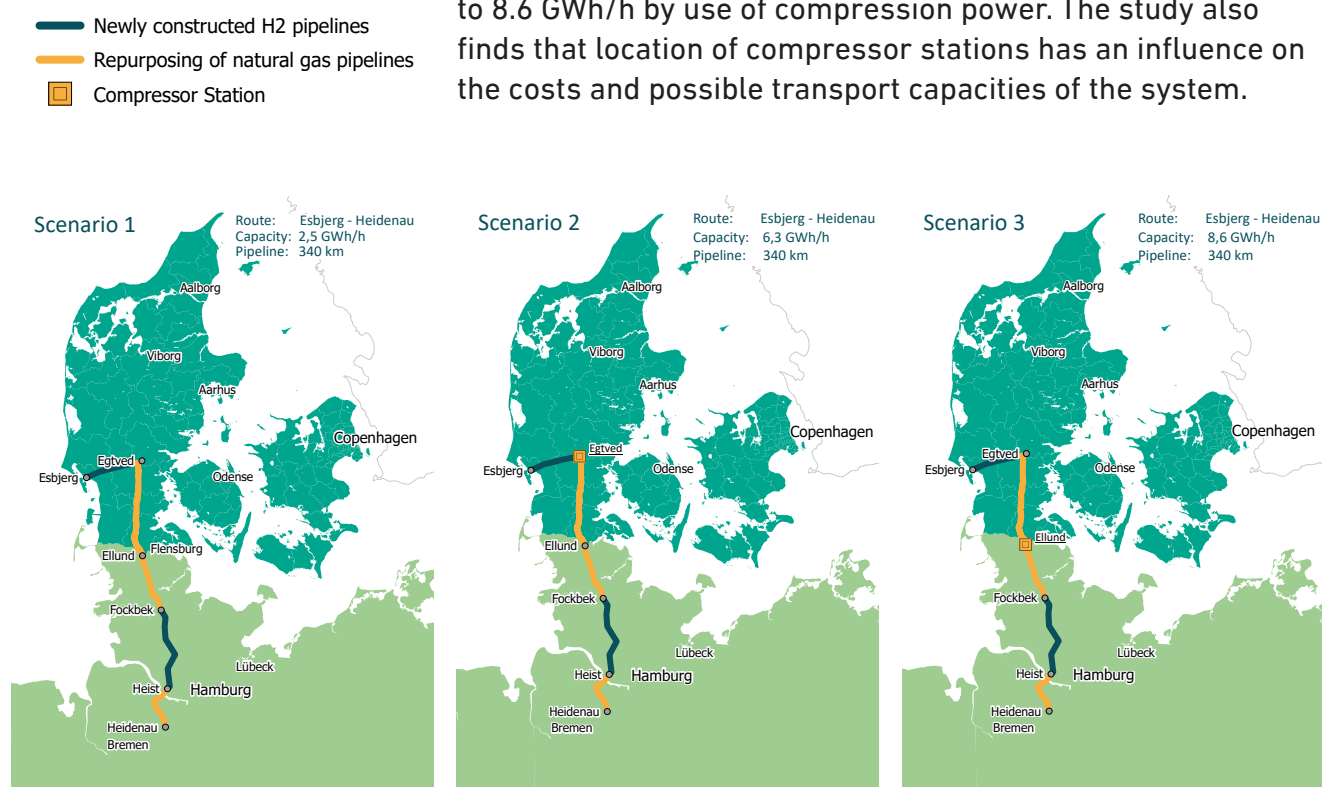 Newly constructed H2 pipelines
Repurposing of natural gas pipelines
Compressor Station
to 8.6 GWh/h by use of compression power. The study also
finds that location of compressor stations has an influence on
the costs and possible transport capacities of the system.
Scenario 1
Route: Esbjerg - Heidenau
Capacity: 2,5 GWh/h
Pipeline: 340 km
Aalborg
Viborg
Aarhus
Copenhagen
Egtved
Esbjerg
Odense
Ellund
Flensburg
Fockbek
Lübeck
Heist
Hamburg
Heidenau
Bremen
Scenario 2
Route: Esbjerg - Heidenau
Capacity: 6,3 GWh/h
Pipeline: 340 km
Aalborg
Viborg
Aarhus
Copenhagen
Egtved
Esbjerg
Odense
Ellund
Fockbek
Lübeck
Heist
Hamburg
Heidenau
Bremen
Scenario 3
Route: Esbjerg - Heidenau
Capacity: 8,6 GWh/h
Pipeline: 340 km
Aalborg
Viborg
Aarhus
Copenhagen
Egtved
Esbjerg
Odense
Ellund
Fockbek
Lübeck
Heist
Hamburg
Heidenau
Bremen